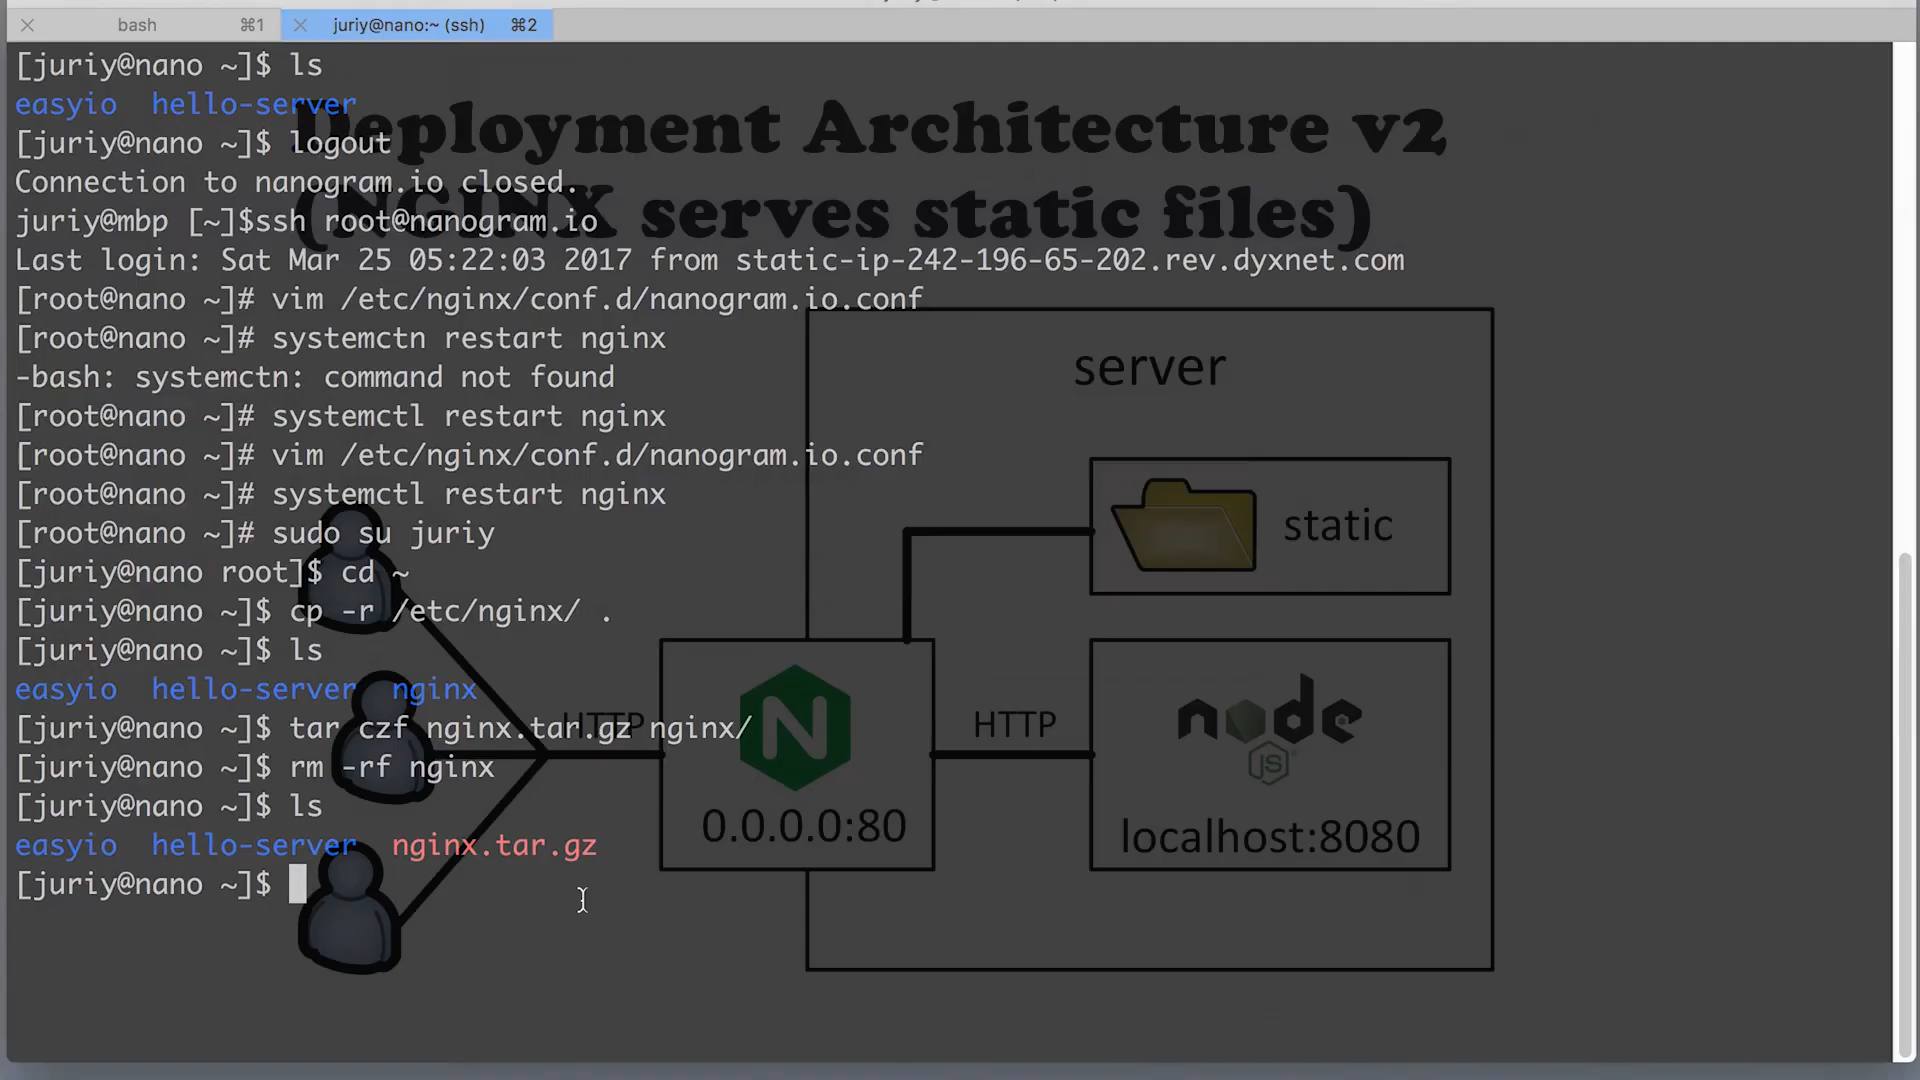 bash ⌘1 juriy@nano:~ (ssh) ⌘2
[juriy@nano ~]$ ls
easyio hello-server
[juriy@nano ~]$ logout
Connection to nanogram.io closed.
juriy@mbp [~]$ssh root@nanogram.io
Last login: Sat Mar 25 05:22:03 2017 from static-ip-242-196-65-202.rev.dyxnet.com
[root@nano ~]# vim /etc/nginx/conf.d/nanogram.io.conf
[root@nano ~]# systemctn restart nginx
-bash: systemctn: command not found
[root@nano ~]# systemctl restart nginx
[root@nano ~]# vim /etc/nginx/conf.d/nanogram.io.conf
[root@nano ~]# systemctl restart nginx
[root@nano ~]# sudo su juriy
[juriy@nano root]$ cd ~
[juriy@nano ~]$ cp -r /etc/nginx/ .
[juriy@nano ~]$ ls
easyio hello-server nginx
[juriy@nano ~]$ tar czf nginx.tar.gz nginx/
[juriy@nano ~]$ rm -rf nginx
[juriy@nano ~]$ ls
easyio hello-server nginx.tar.gz
[juriy@nano ~]$
Deployment Architecture v2
(NGINX serves static files)
server
static
HTTP
N
0.0.0.0:80
HTTP
node
JS
localhost:8080